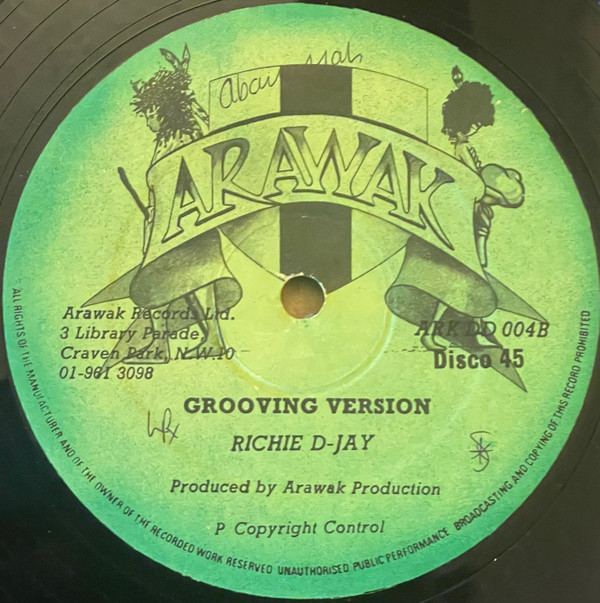 ARAWAK
Arawak Records Ltd.
3 Library Parade
Craven Park, N.W.10
01-961 3098
ARK DD 004B
Disco 45
GROOVING VERSION
RICHIE D-JAY
Produced by Arawak Production
P Copyright Control
ALL RIGHTS OF THE MANUFACTURER AND OF THE OWNER OF THE RECORDED WORK RESERVED UNAUTHORISED PUBLIC PERFORMANCE BROADCASTING AND COPYING OF THIS RECORD PROHIBITED